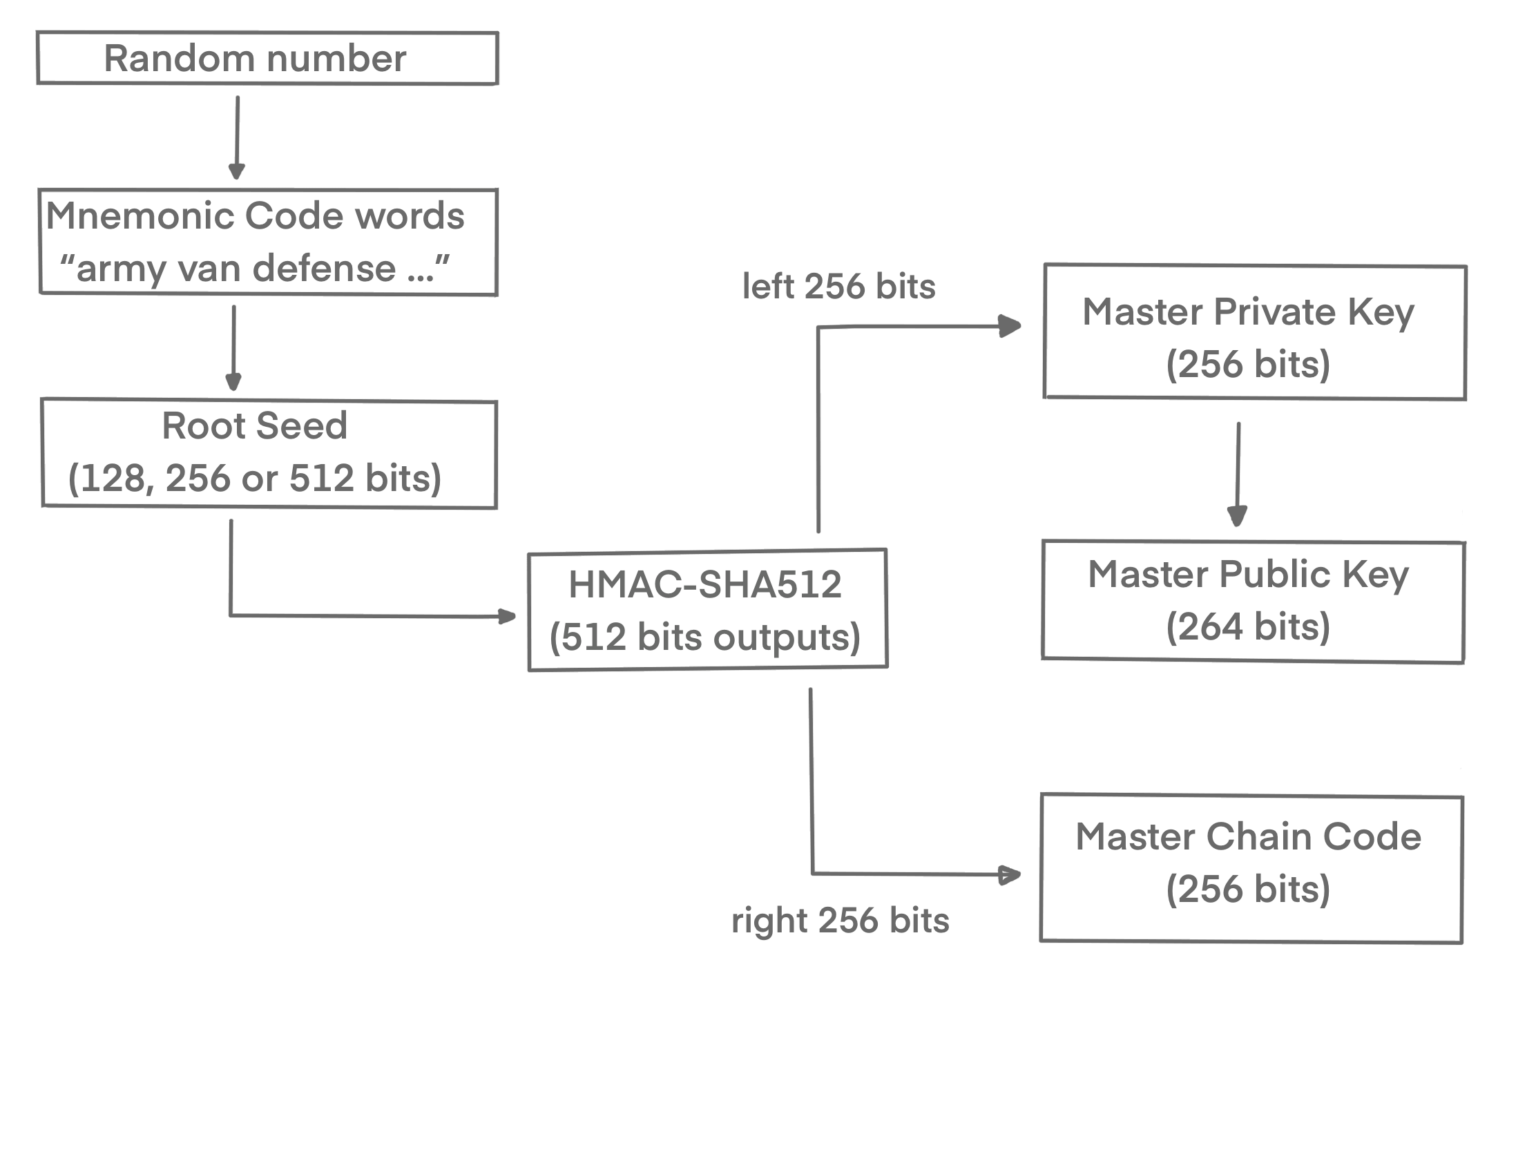 Random number
Mnemonic Code words
“army van defense ...”
Root Seed
(128, 256 or 512 bits)
HMAC-SHA512
(512 bits outputs)
left 256 bits
Master Private Key
(256 bits)
Master Public Key
(264 bits)
right 256 bits
Master Chain Code
(256 bits)